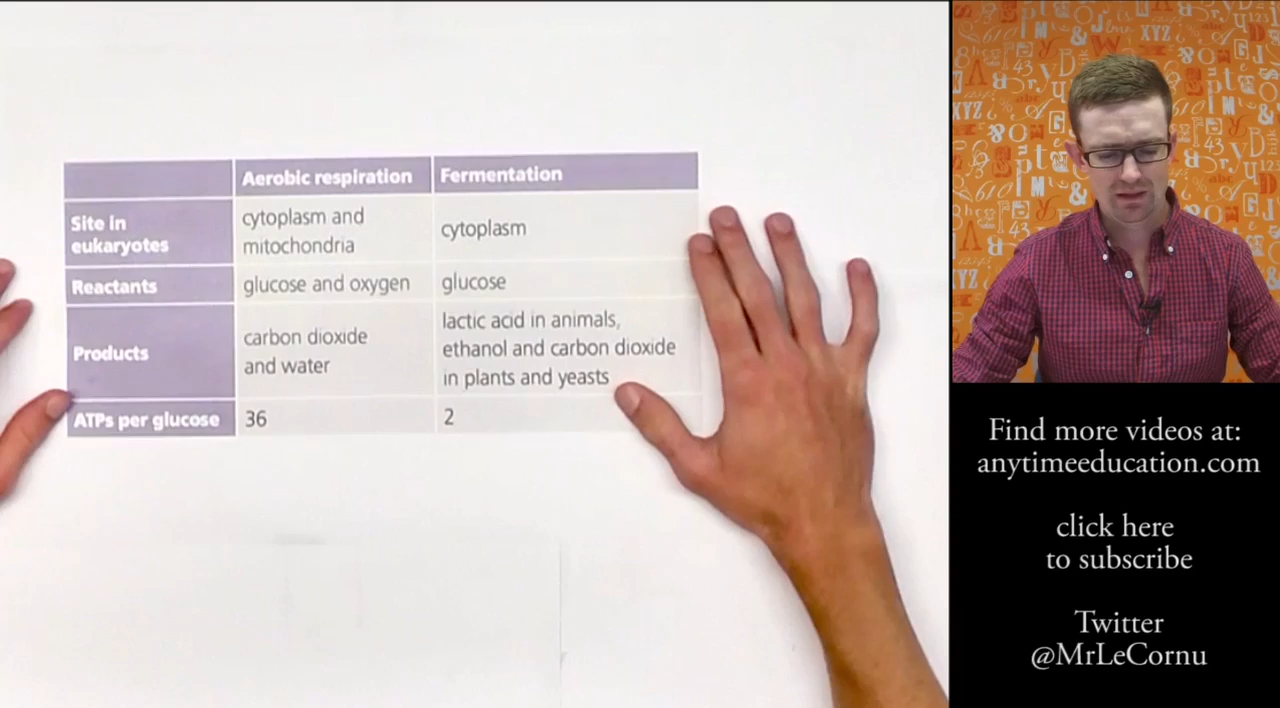 Aerobic respiration
Fermentation
Site in
eukaryotes
cytoplasm and
mitochondria
cytoplasm
Reactants
glucose and oxygen
glucose
Products
carbon dioxide
and water
lactic acid in animals,
ethanol and carbon dioxide
in plants and yeasts
ATPs per glucose
36
2
Find more videos at:
anytimeeducation.com
click here
to subscribe
Twitter
@MrLeCornu